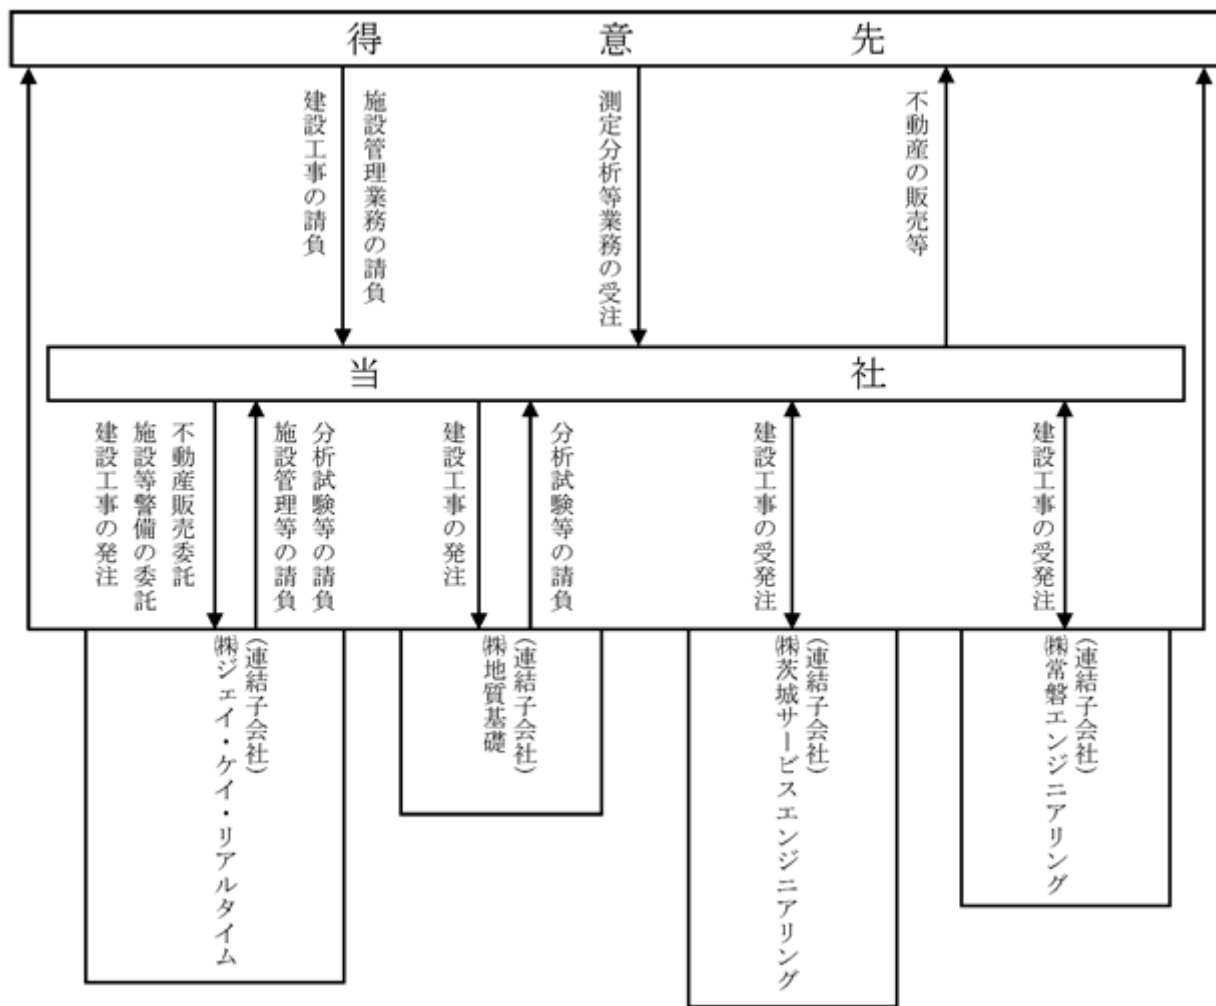 得意先
施設管理業務の請負
建設工事の請負
測定分析等業務の受注
不動産の販売等
当社
不動産販売委託
施設等警備の委託
建設工事の発注
分析試験等の請負
施設管理等の請負
建設工事の発注
分析試験等の請負
建設工事の受発注
建設工事の受発注
(連結子会社)
㈱ジェイ・ケイ・リアルタイム
(連結子会社)
㈱地質基礎
(連結子会社)
㈱茨城サービスエンジニアリング
(連結子会社)
㈱常磐エンジニアリング